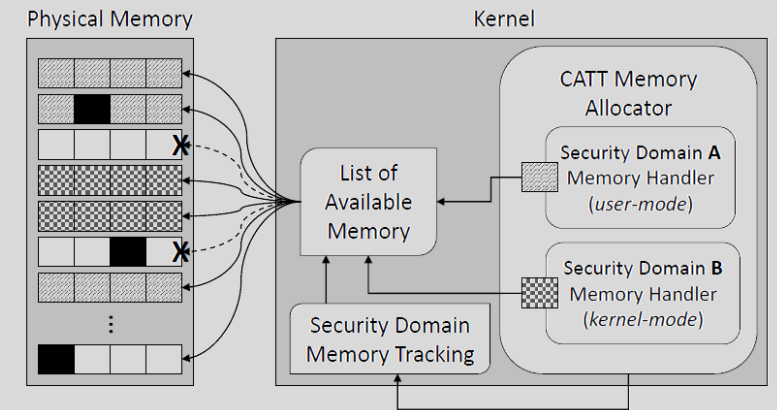 Physical Memory
Kernel
CATT Memory
Allocator
Security Domain A
Memory Handler
(user-mode)
List of
Available
Memory
Security Domain B
Memory Handler
(kernel-mode)
Security Domain
Memory Tracking
X
X
...